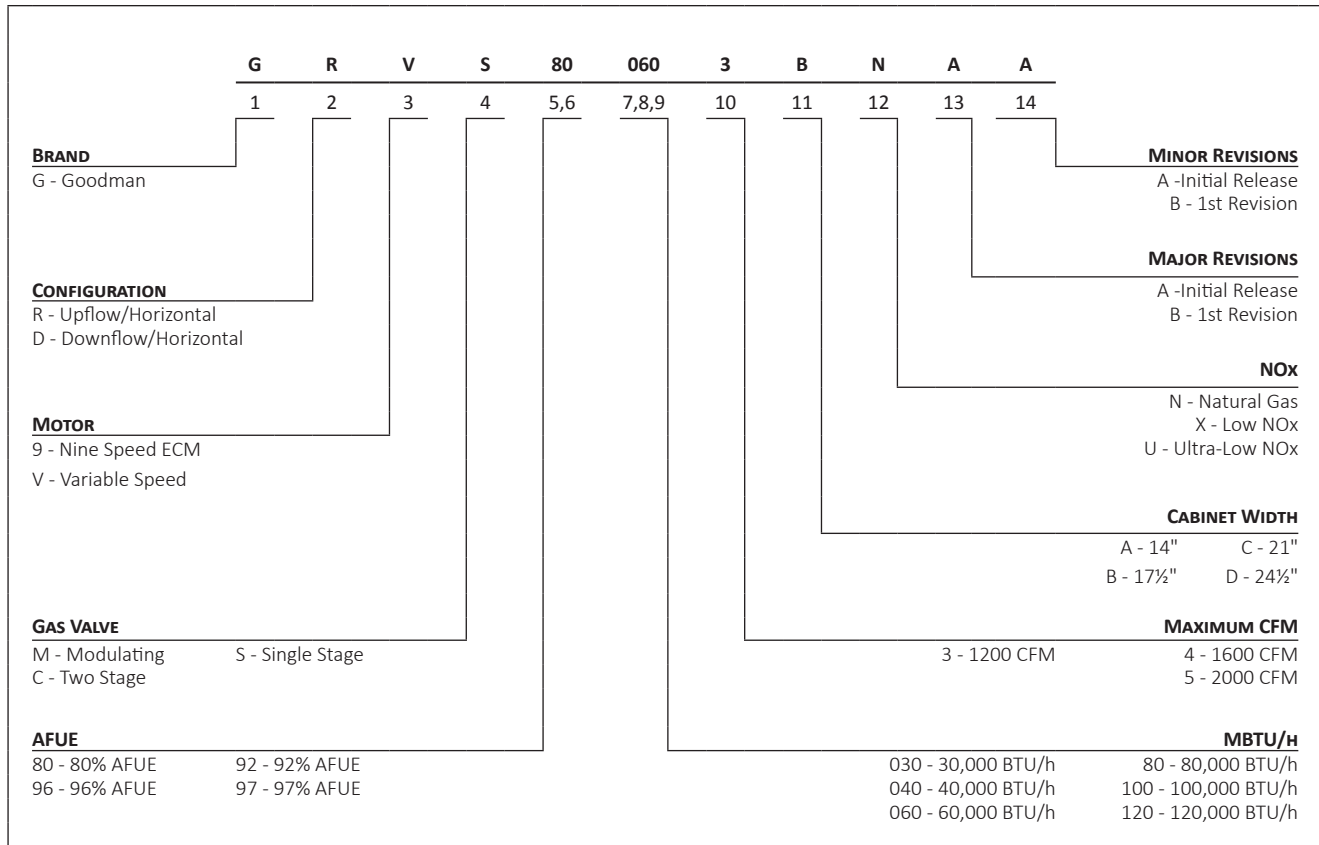 G R V S 80 060 3 B N A A
1 2 3 4 5,6 7,8,9 10 11 12 13 14
BRAND
G - Goodman
MINOR REVISIONS
A -Initial Release
B - 1st Revision
MAJOR REVISIONS
A -Initial Release
B - 1st Revision
CONFIGURATION
R - Upflow/Horizontal
D - Downflow/Horizontal
NOx
N - Natural Gas
X - Low NOx
U - Ultra-Low NOx
MOTOR
9 - Nine Speed ECM
V - Variable Speed
CABINET WIDTH
A - 14" C - 21"
B - 17½" D - 24½"
GAS VALVE
M - Modulating S - Single Stage
C - Two Stage
MAXIMUM CFM
3 - 1200 CFM 4 - 1600 CFM
5 - 2000 CFM
AFUE
80 - 80% AFUE 92 - 92% AFUE
96 - 96% AFUE 97 - 97% AFUE
MBTU/H
030 - 30,000 BTU/h 80 - 80,000 BTU/h
040 - 40,000 BTU/h 100 - 100,000 BTU/h
060 - 60,000 BTU/h 120 - 120,000 BTU/h